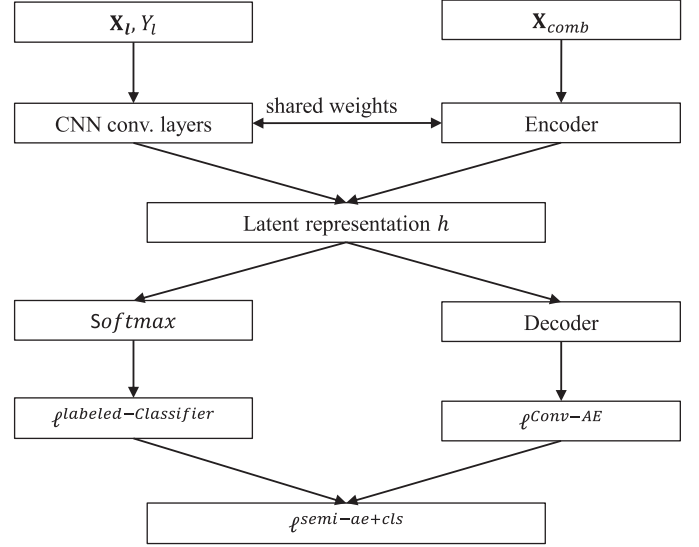 X_l, Y_l
X_comb
shared weights
CNN conv. layers
Encoder
Latent representation h
Softmax
Decoder
ℓ^labeled−Classifier
ℓ^Conv−AE
ℓ^semi−ae+cls